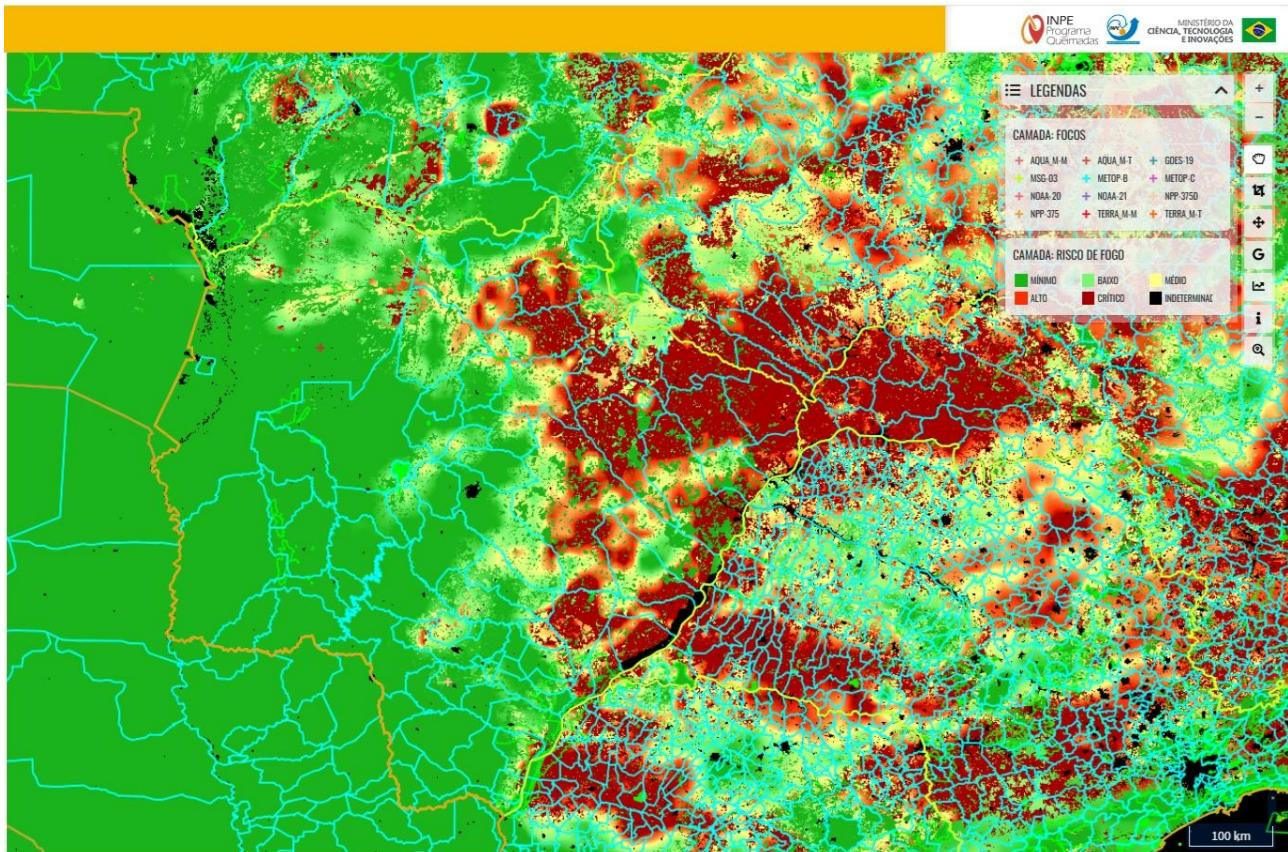 INPE
Programa
Queimadas
INPE
MINISTÉRIO DA
CIÊNCIA, TECNOLOGIA
E INOVAÇÕES
LEGENDAS
+
−
CAMADA: FOCOS
AQUA_M-M AQUA_M-T GOES-19
MSG-03 METOP-B METOP-C
NOAA-20 NOAA-21 NPP-375D
NPP-375 TERRA_M-M TERRA_M-T
G
CAMADA: RISCO DE FOGO
MÍNIMO BAIXO MÉDIO
ALTO CRÍTICO INDETERMINAD
i
100 km